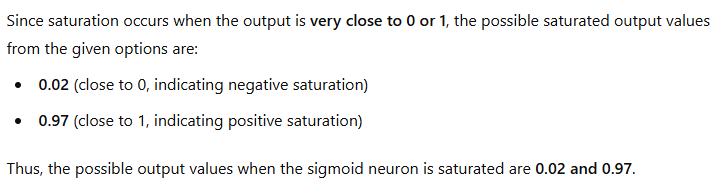 Since saturation occurs when the output is very close to 0 or 1, the possible saturated output values
from the given options are:
• 0.02 (close to 0, indicating negative saturation)
• 0.97 (close to 1, indicating positive saturation)
Thus, the possible output values when the sigmoid neuron is saturated are 0.02 and 0.97.